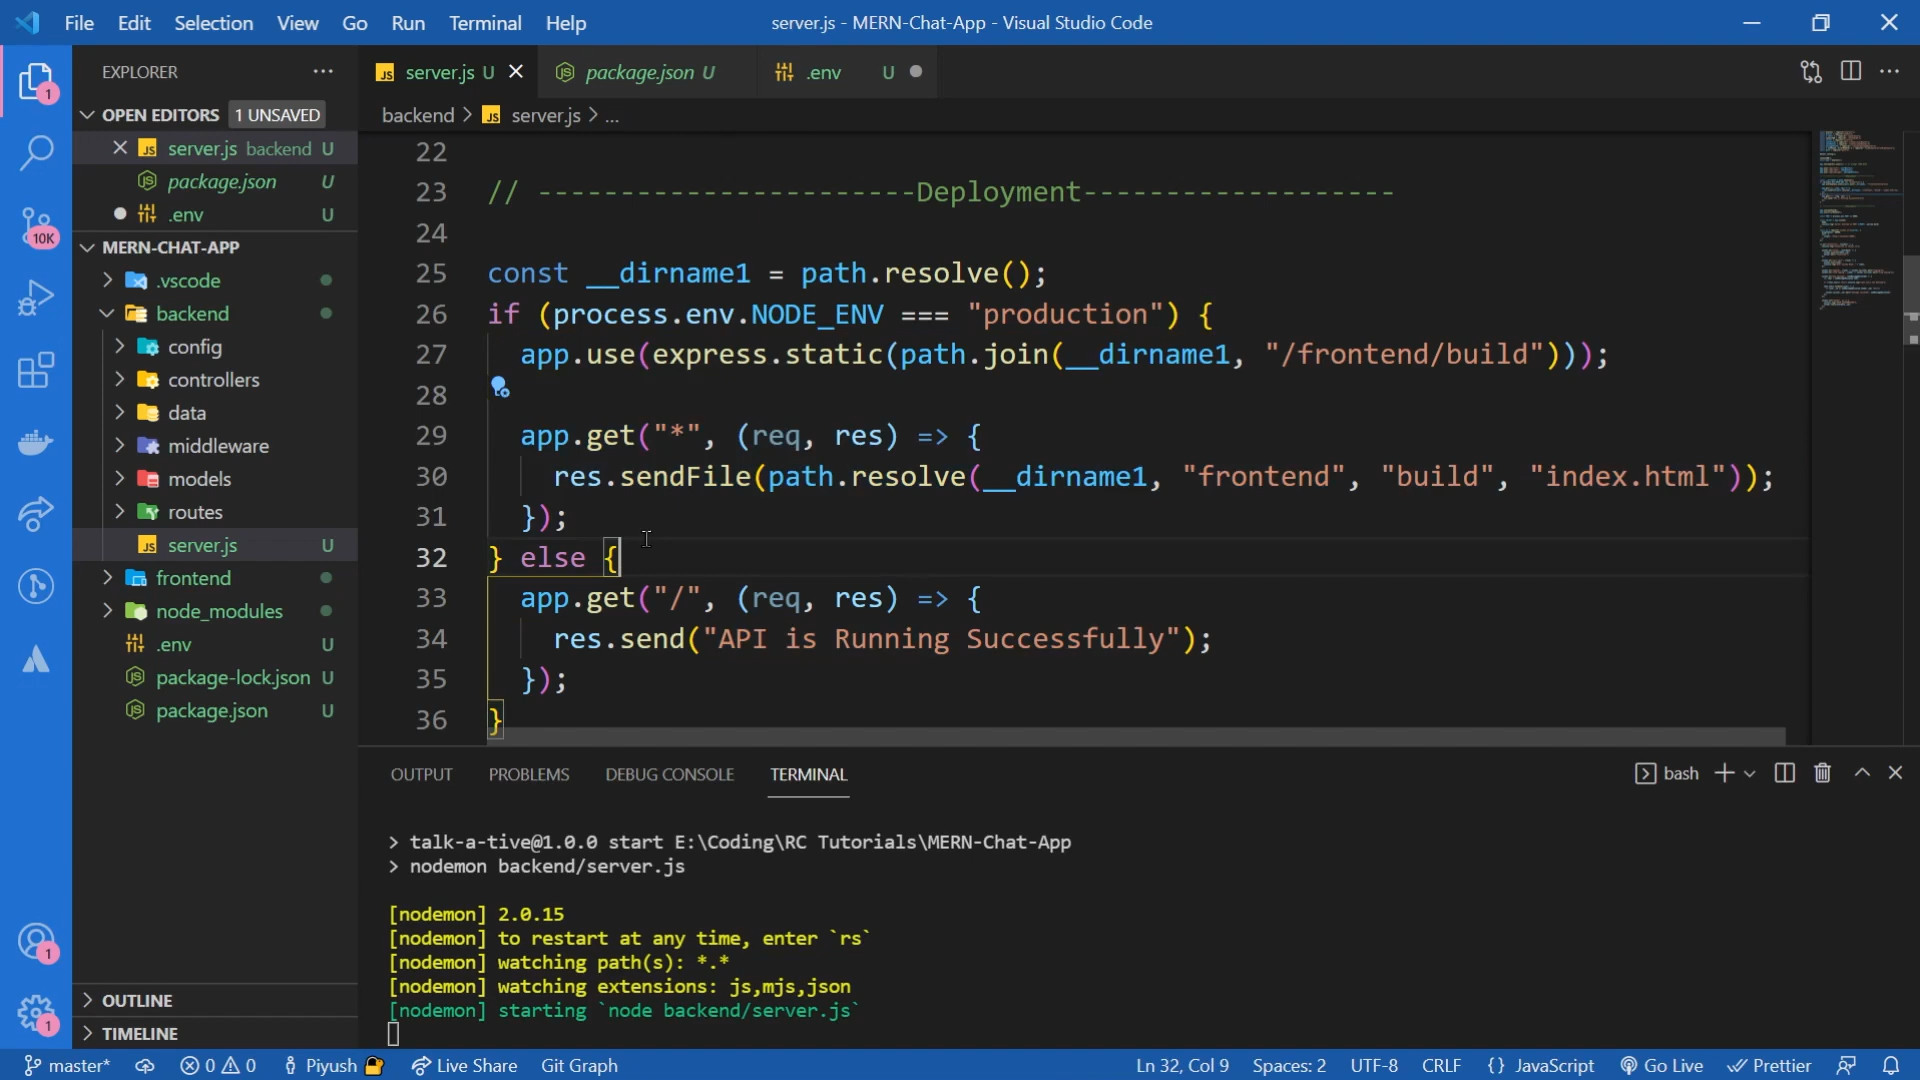 File Edit Selection View Go Run Terminal Help
server.js - MERN-Chat-App - Visual Studio Code
EXPLORER
OPEN EDITORS 1 UNSAVED
JS server.js backend U
package.json U
.env U
MERN-CHAT-APP
.vscode
backend
config
controllers
data
middleware
models
routes
JS server.js U
frontend
node_modules
.env U
package-lock.json U
package.json U
OUTLINE
TIMELINE
1
10K
1
1
JS server.js U
package.json U
.env U
backend > JS server.js > ...
22
23 // -----------------------Deployment-------------------
24
25 const __dirname1 = path.resolve();
26 if (process.env.NODE_ENV === "production") {
27 app.use(express.static(path.join(__dirname1, "/frontend/build")));
28
29 app.get("*", (req, res) => {
30 res.sendFile(path.resolve(__dirname1, "frontend", "build", "index.html"));
31 });
32 } else {
33 app.get("/", (req, res) => {
34 res.send("API is Running Successfully");
35 });
36 }
OUTPUT PROBLEMS DEBUG CONSOLE TERMINAL
bash
> talk-a-tive@1.0.0 start E:\Coding\RC Tutorials\MERN-Chat-App
> nodemon backend/server.js
[nodemon] 2.0.15
[nodemon] to restart at any time, enter `rs`
[nodemon] watching path(s): *.*
[nodemon] watching extensions: js,mjs,json
[nodemon] starting `node backend/server.js`
master* 0 0 Piyush Live Share Git Graph
Ln 32, Col 9 Spaces: 2 UTF-8 CRLF {} JavaScript Go Live Prettier